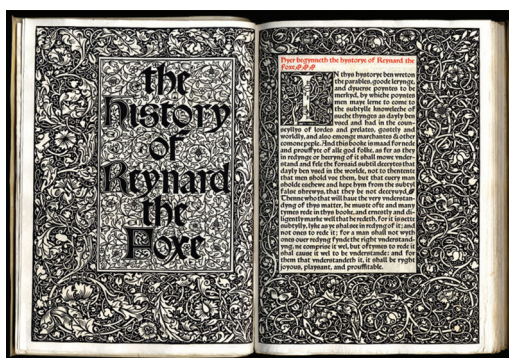 the
history
of
Reynard
the
Foxe
Hyer begynneth the hystorye of Reynard the
Foxe
IN thys hystorye ben wreton
the parables, goode lerynge,
and dyuerse poyntes to be
merkyd, by whiche poyntes
men maye lerne to come to
the subtylle knoweleche of
suche thynges as dayly ben
vsed and had in the coun-
seyllys of lordes and prelates, gostely and
worldly, and also emonge marchantes & other
comone peple. And this booke is maad for nede
and prouffyte of alle god folke, as fer as they
in redynge or heeryng of it shall mowe vnder-
stand and fele the forsaid subtil deceytes that
dayly ben vsed in the worlde, not to thentente
that men shold vse them, but that euery man
sholde eschewe and kepe hym from the subtyl
false shrewys, that they be not deceyuyd.
Thenne who that will haue the very vnderstan-
dyng of thys matter, he muste ofte and many
tymes rede in thys booke, and ernestly and di-
ligently marke well that he redeth, for it is sette
subtylly, lyke as ye shal see in redyng of it; and
not ones to rede it; for a man shall not wyth
ones ouer redyng fynde the right vnderstand-
yng, ne comprise it wel, but oftymes to rede it
shal cause it wel to be vnderstande: and for
them that vnderstandeth it, it shall be ryght
joyous, playsant, and prouffitable.